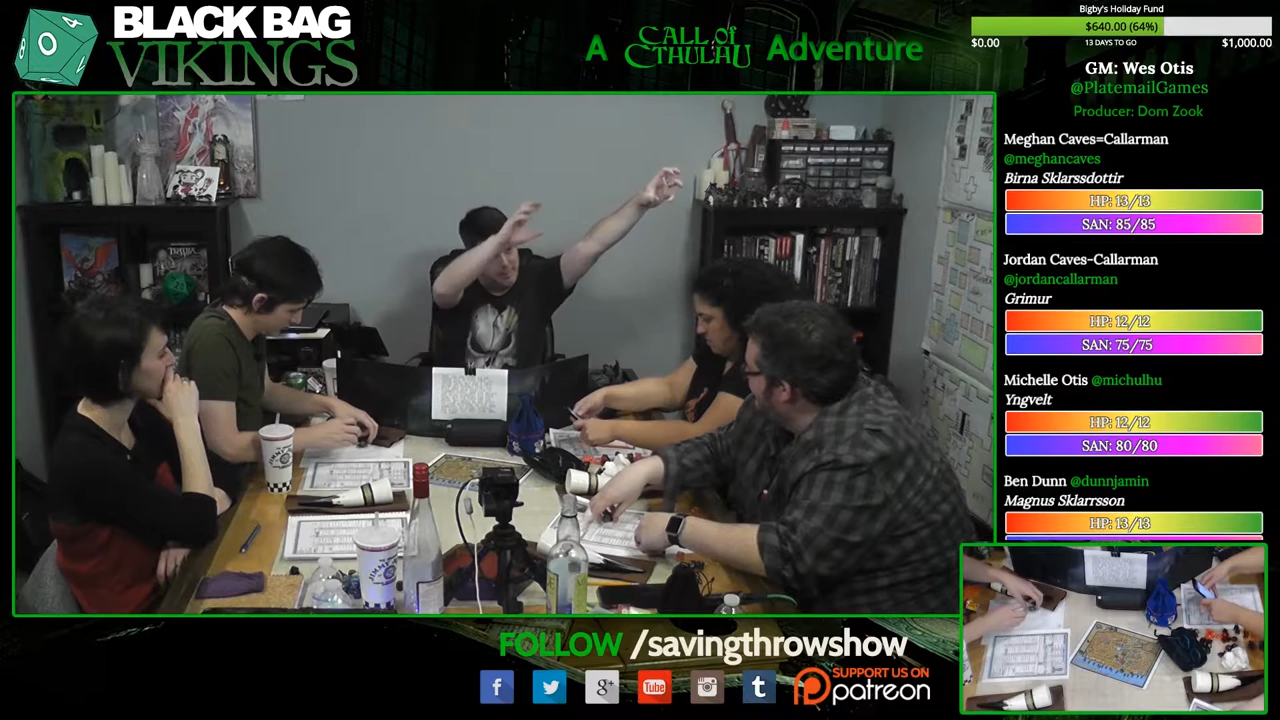 BLACK BAG
VIKINGS
A CALL of CTHULHU Adventure
Bigby's Holiday Fund
$640.00 (64%)
$0.00 13 DAYS TO GO $1,000.00
GM: Wes Otis
@PlatemailGames
Producer: Dom Zook
Meghan Caves=Callarman
@meghancaves
Birna Sklarssdottir
HP: 13/13
SAN: 85/85
Jordan Caves-Callarman
@jordancallarman
Grimur
HP: 12/12
SAN: 75/75
Michelle Otis @michulhu
Yngvelt
HP: 12/12
SAN: 80/80
Ben Dunn @dunnjamin
Magnus Sklarrsson
HP: 13/13
FOLLOW /savingthrowshow
f
g+
You Tube
t
SUPPORT US ON
patreon